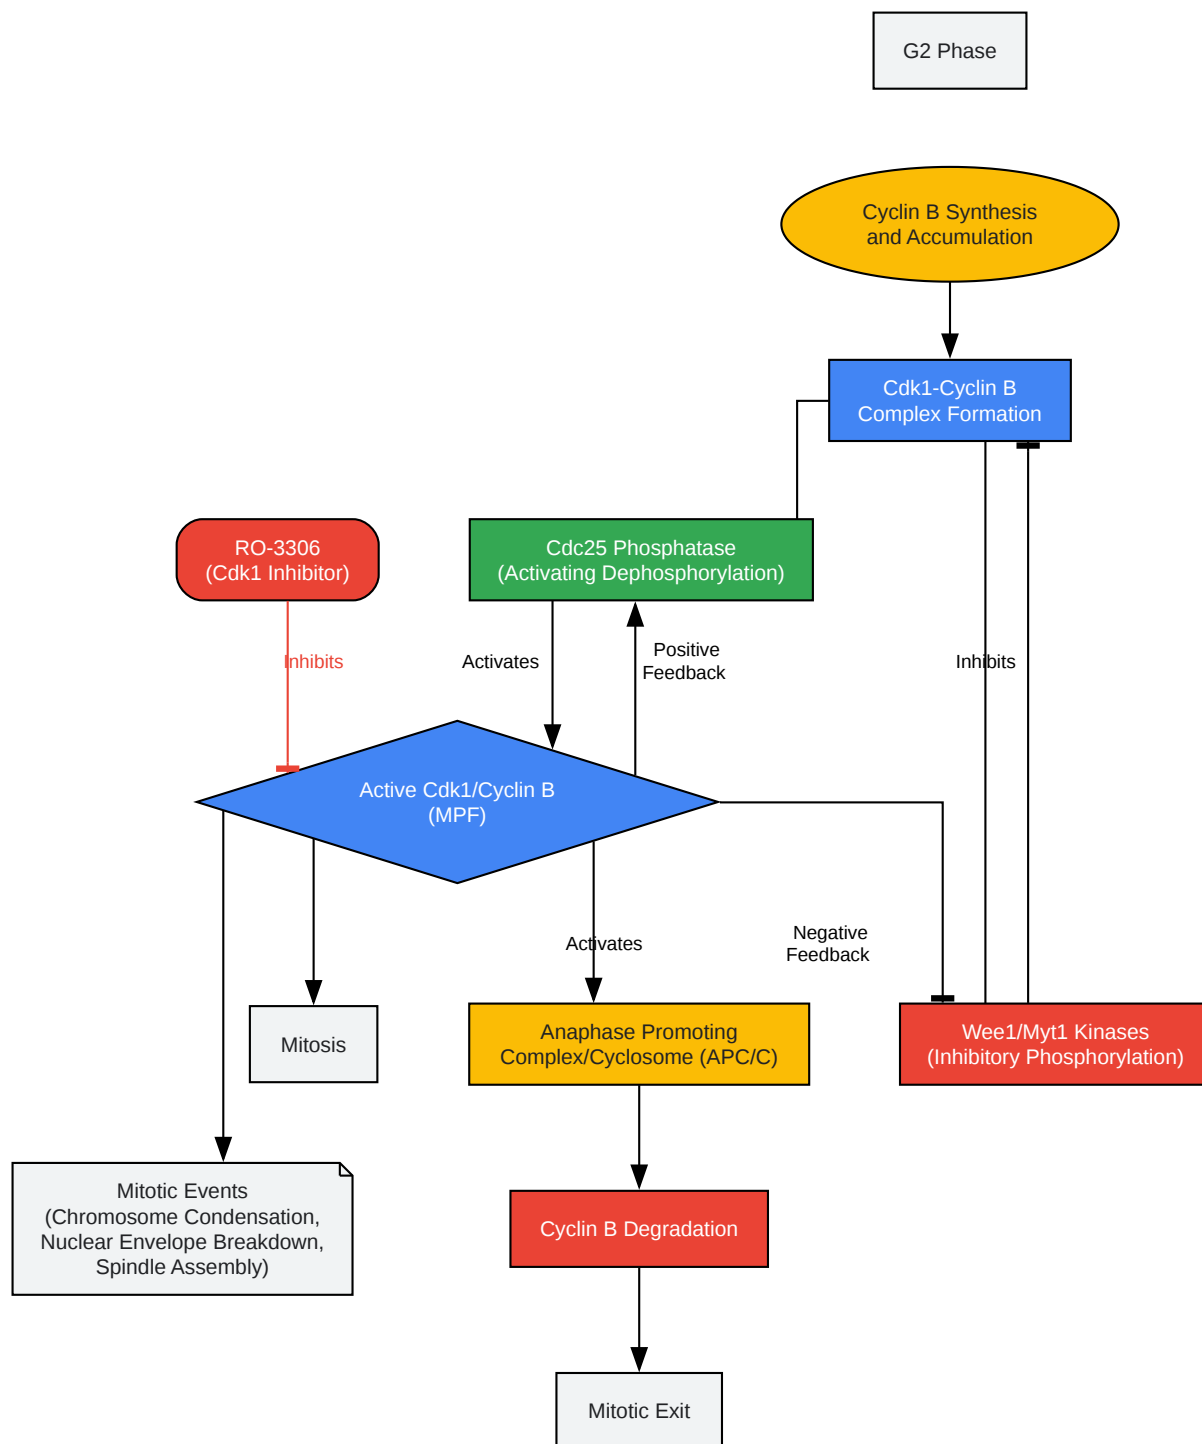 G2 Phase
Cyclin B Synthesis
and Accumulation
Cdk1-Cyclin B
Complex Formation
RO-3306
(Cdk1 Inhibitor)
Cdc25 Phosphatase
(Activating Dephosphorylation)
Inhibits
Activates
Positive
Feedback
Inhibits
Active Cdk1/Cyclin B
(MPF)
Activates
Negative
Feedback
Mitosis
Anaphase Promoting
Complex/Cyclosome (APC/C)
Wee1/Myt1 Kinases
(Inhibitory Phosphorylation)
Mitotic Events
(Chromosome Condensation,
Nuclear Envelope Breakdown,
Spindle Assembly)
Cyclin B Degradation
Mitotic Exit